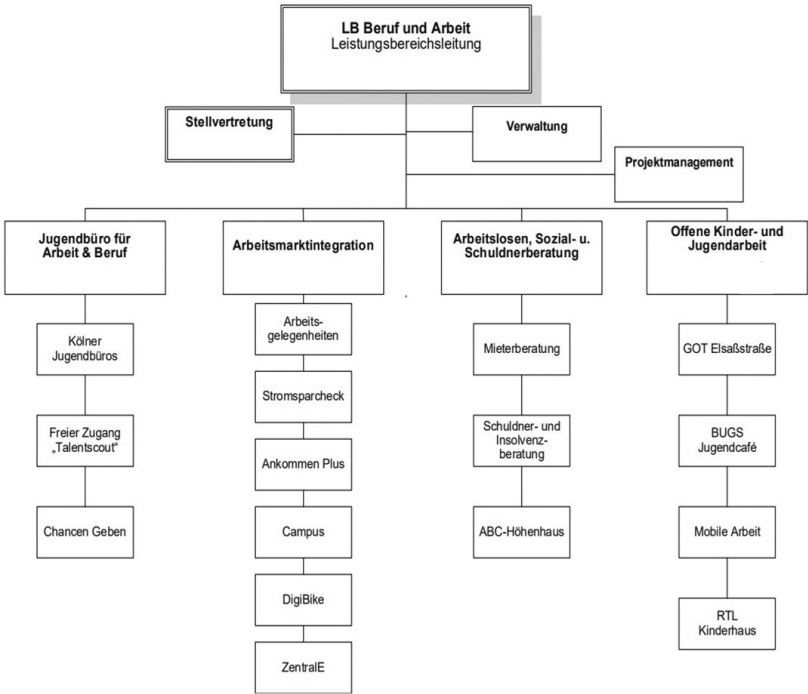 LB Beruf und Arbeit
Leistungsbereichsleitung
Stellvertretung
Verwaltung
Projektmanagement
Jugendbüro für
Arbeit & Beruf
Arbeitsmarktintegration
Arbeitslosen, Sozial- u.
Schuldnerberatung
Offene Kinder- und
Jugendarbeit
Kölner
Jugendbüros
Freier Zugang
„Talentscout“
Chancen Geben
Arbeits-
gelegenheiten
Stromsparcheck
Ankommen Plus
Campus
DigiBike
ZentralE
Mieterberatung
Schuldner- und
Insolvenz-
beratung
ABC-Höhenhaus
GOT Elsaßstraße
BUGS
Jugendcafé
Mobile Arbeit
RTL
Kinderhaus